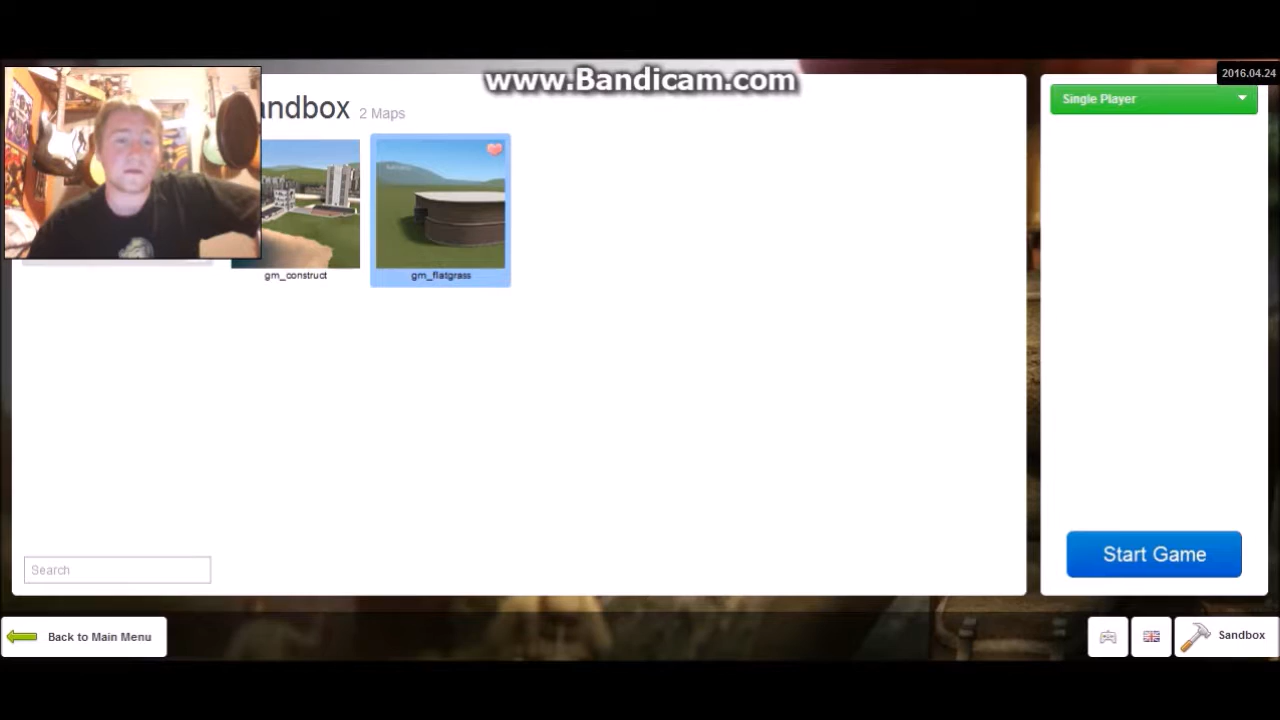 www.Bandicam.com
2016.04.24
Single Player
andbox 2 Maps
gm_construct
gm_flatgrass
Start Game
Search
Back to Main Menu
Sandbox